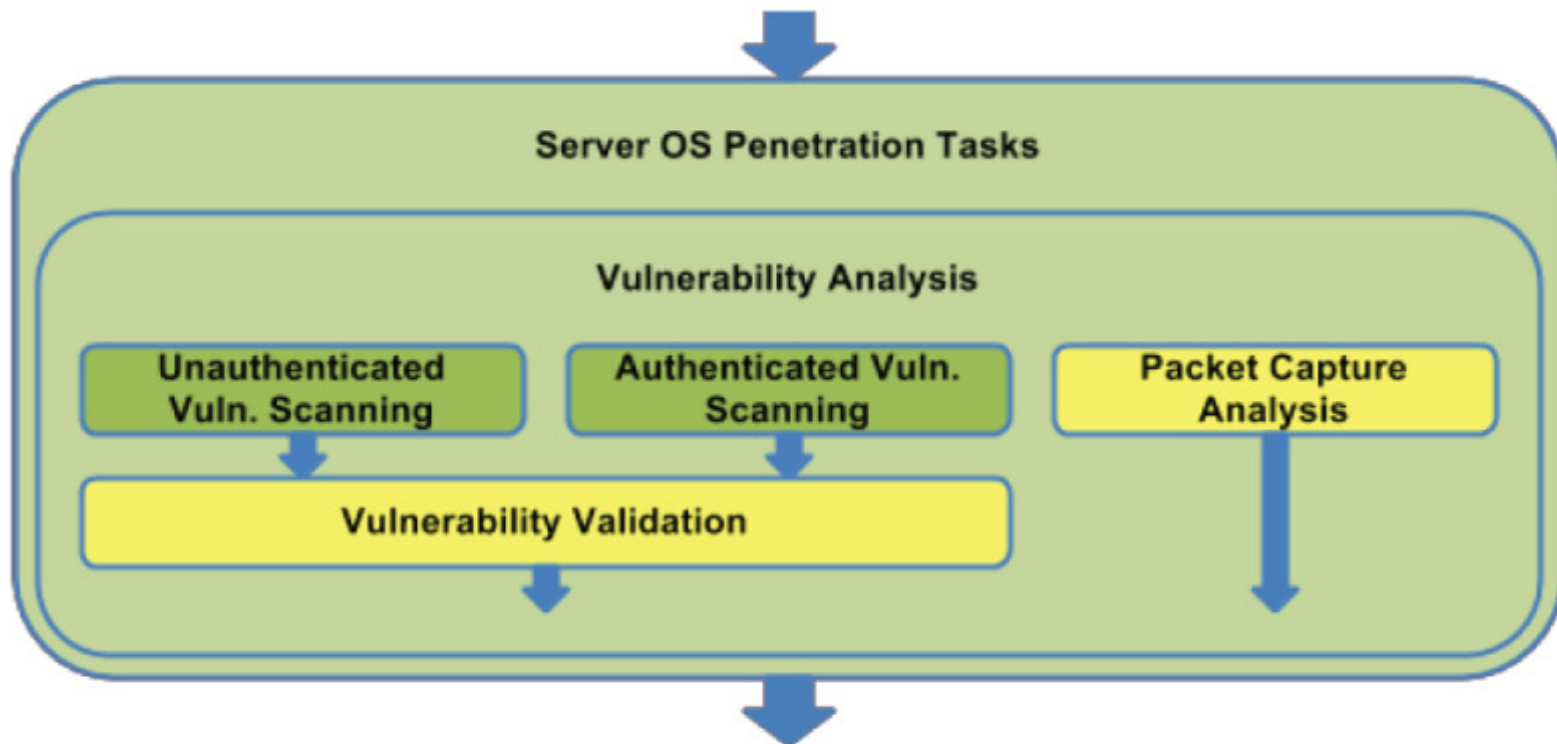 Server OS Penetration Tasks
Vulnerability Analysis
Unauthenticated
Vuln. Scanning
Authenticated Vuln.
Scanning
Packet Capture
Analysis
Vulnerability Validation